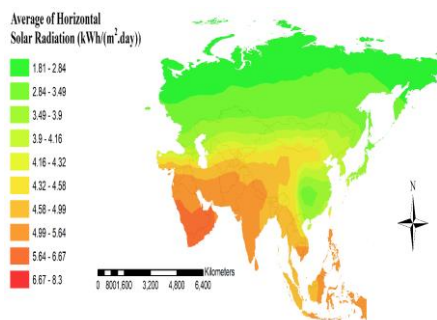 Average of Horizontal
Solar Radiation (kWh/(m².day))
1.81 - 2.84
2.84 - 3.49
3.49 - 3.9
3.9 - 4.16
4.16 - 4.32
4.32 - 4.58
4.58 - 4.99
4.99 - 5.64
5.64 - 6.67
6.67 - 8.3
N
Kilometers
0 8001,600 3,200 4,800 6,400